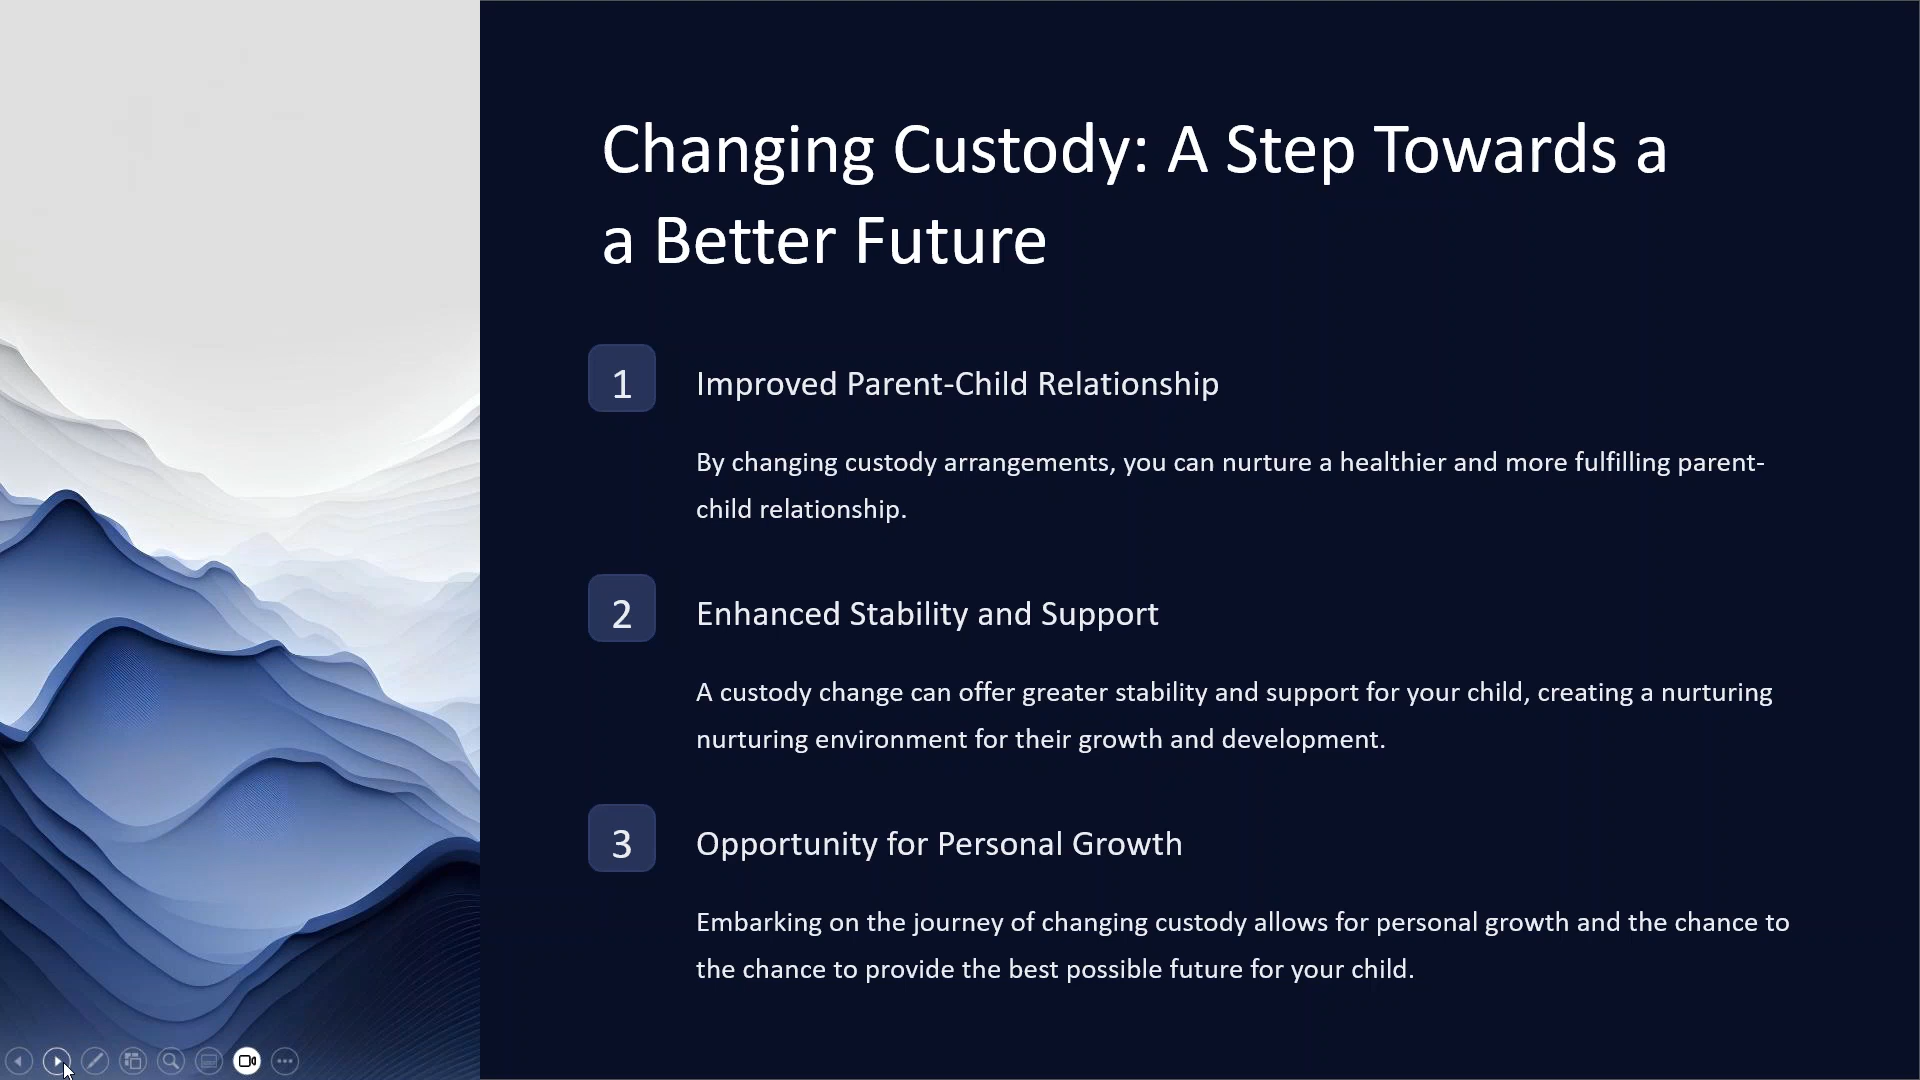 Changing Custody: A Step Towards a
a Better Future
1
Improved Parent-Child Relationship
By changing custody arrangements, you can nurture a healthier and more fulfilling parent-
child relationship.
2
Enhanced Stability and Support
A custody change can offer greater stability and support for your child, creating a nurturing
nurturing environment for their growth and development.
3
Opportunity for Personal Growth
Embarking on the journey of changing custody allows for personal growth and the chance to
the chance to provide the best possible future for your child.